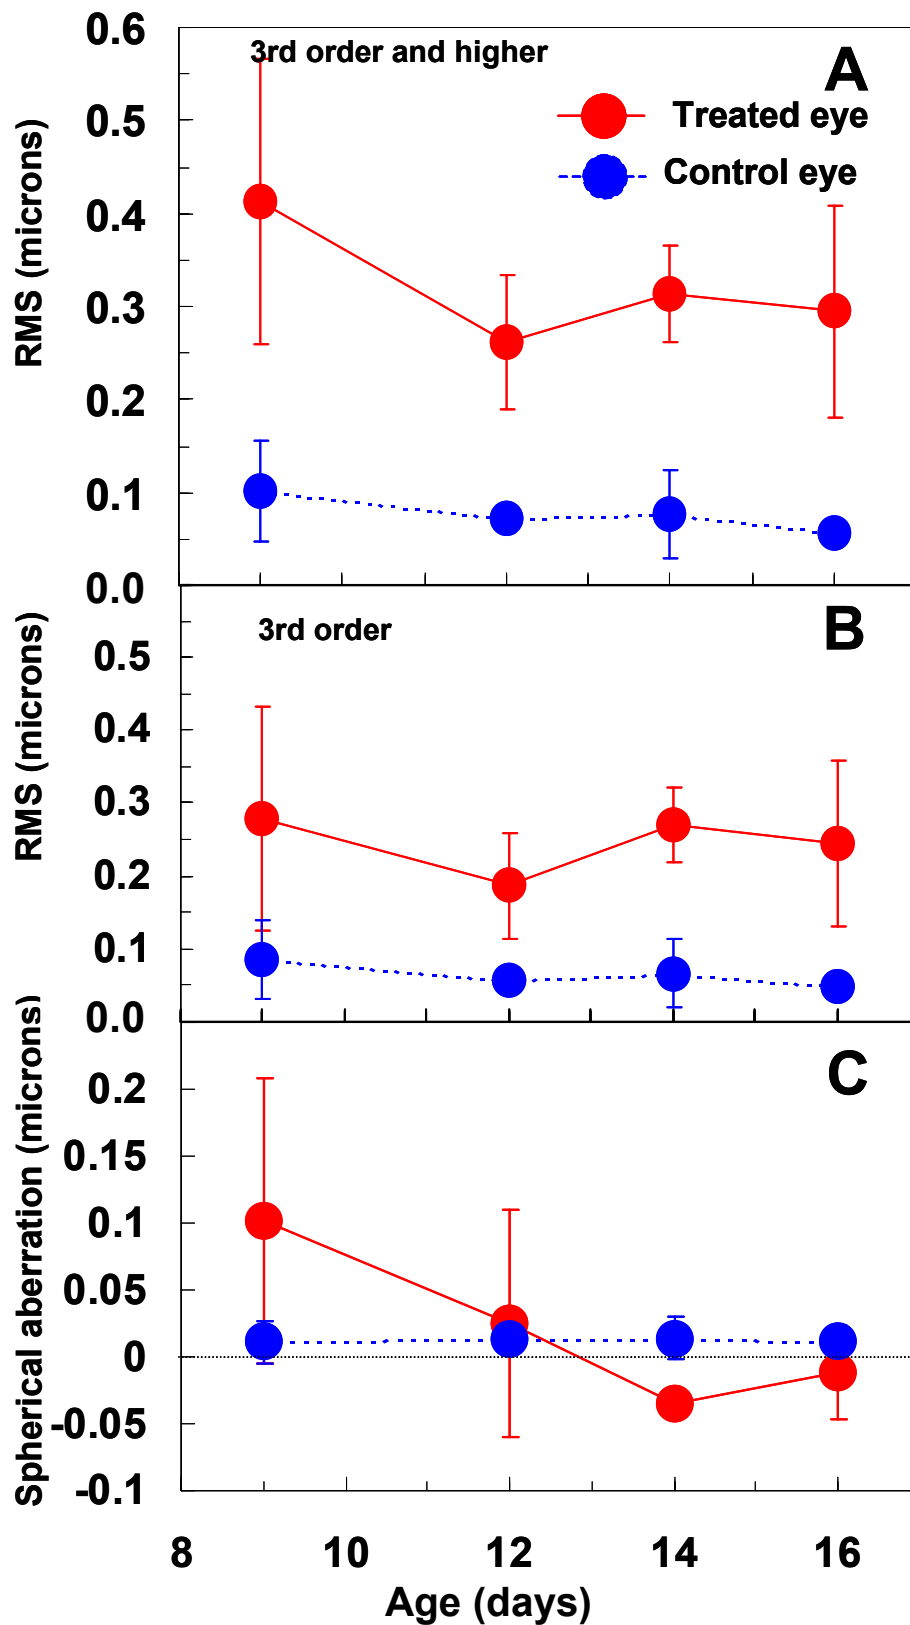 0.6
3rd order and higher
A
Treated eye
Control eye
0.5
0.4
0.3
0.2
0.1
0.0
RMS (microns)
3rd order
B
0.5
0.4
0.3
0.2
0.1
0.0
RMS (microns)
C
0.2
0.15
0.1
0.05
0
-0.05
-0.1
Spherical aberration (microns)
8 10 12 14 16
Age (days)